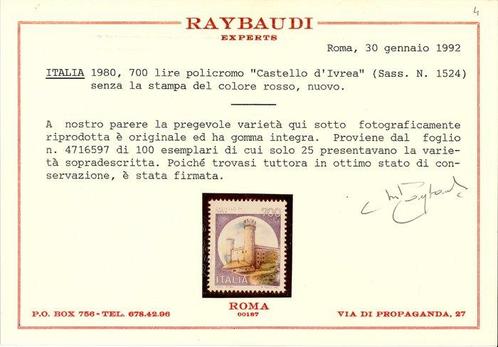 4
RAYBAUDI
EXPERTS
Roma, 30 gennaio 1992
ITALIA 1980, 700 lire policromo "Castello d'Ivrea" (Sass. N. 1524)
senza la stampa del colore rosso, nuovo.
A nostro parere la pregevole varietà qui sotto fotograficamente
riprodotta è originale ed ha gomma integra. Proviene dal foglio
n. 4716597 di 100 esemplari di cui solo 25 presentavano la varie-
tà sopradescritta. Poiché trovasi tuttora in ottimo stato di con-
servazione, è stata firmata.
700
ITALIA
ROMA
00187
P.O. BOX 756 - TEL. 678.42.96
VIA DI PROPAGANDA, 27